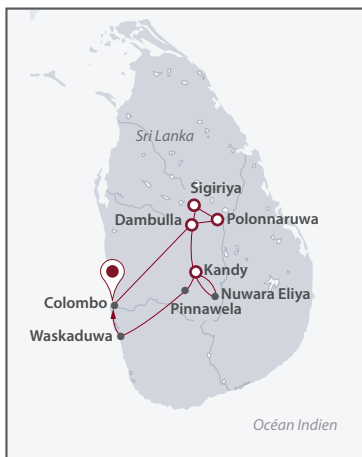 Sri Lanka
Sigiriya
Dambulla
Polonnaruwa
Kandy
Colombo
Nuwara Eliya
Pinnawela
Waskaduwa
Océan Indien